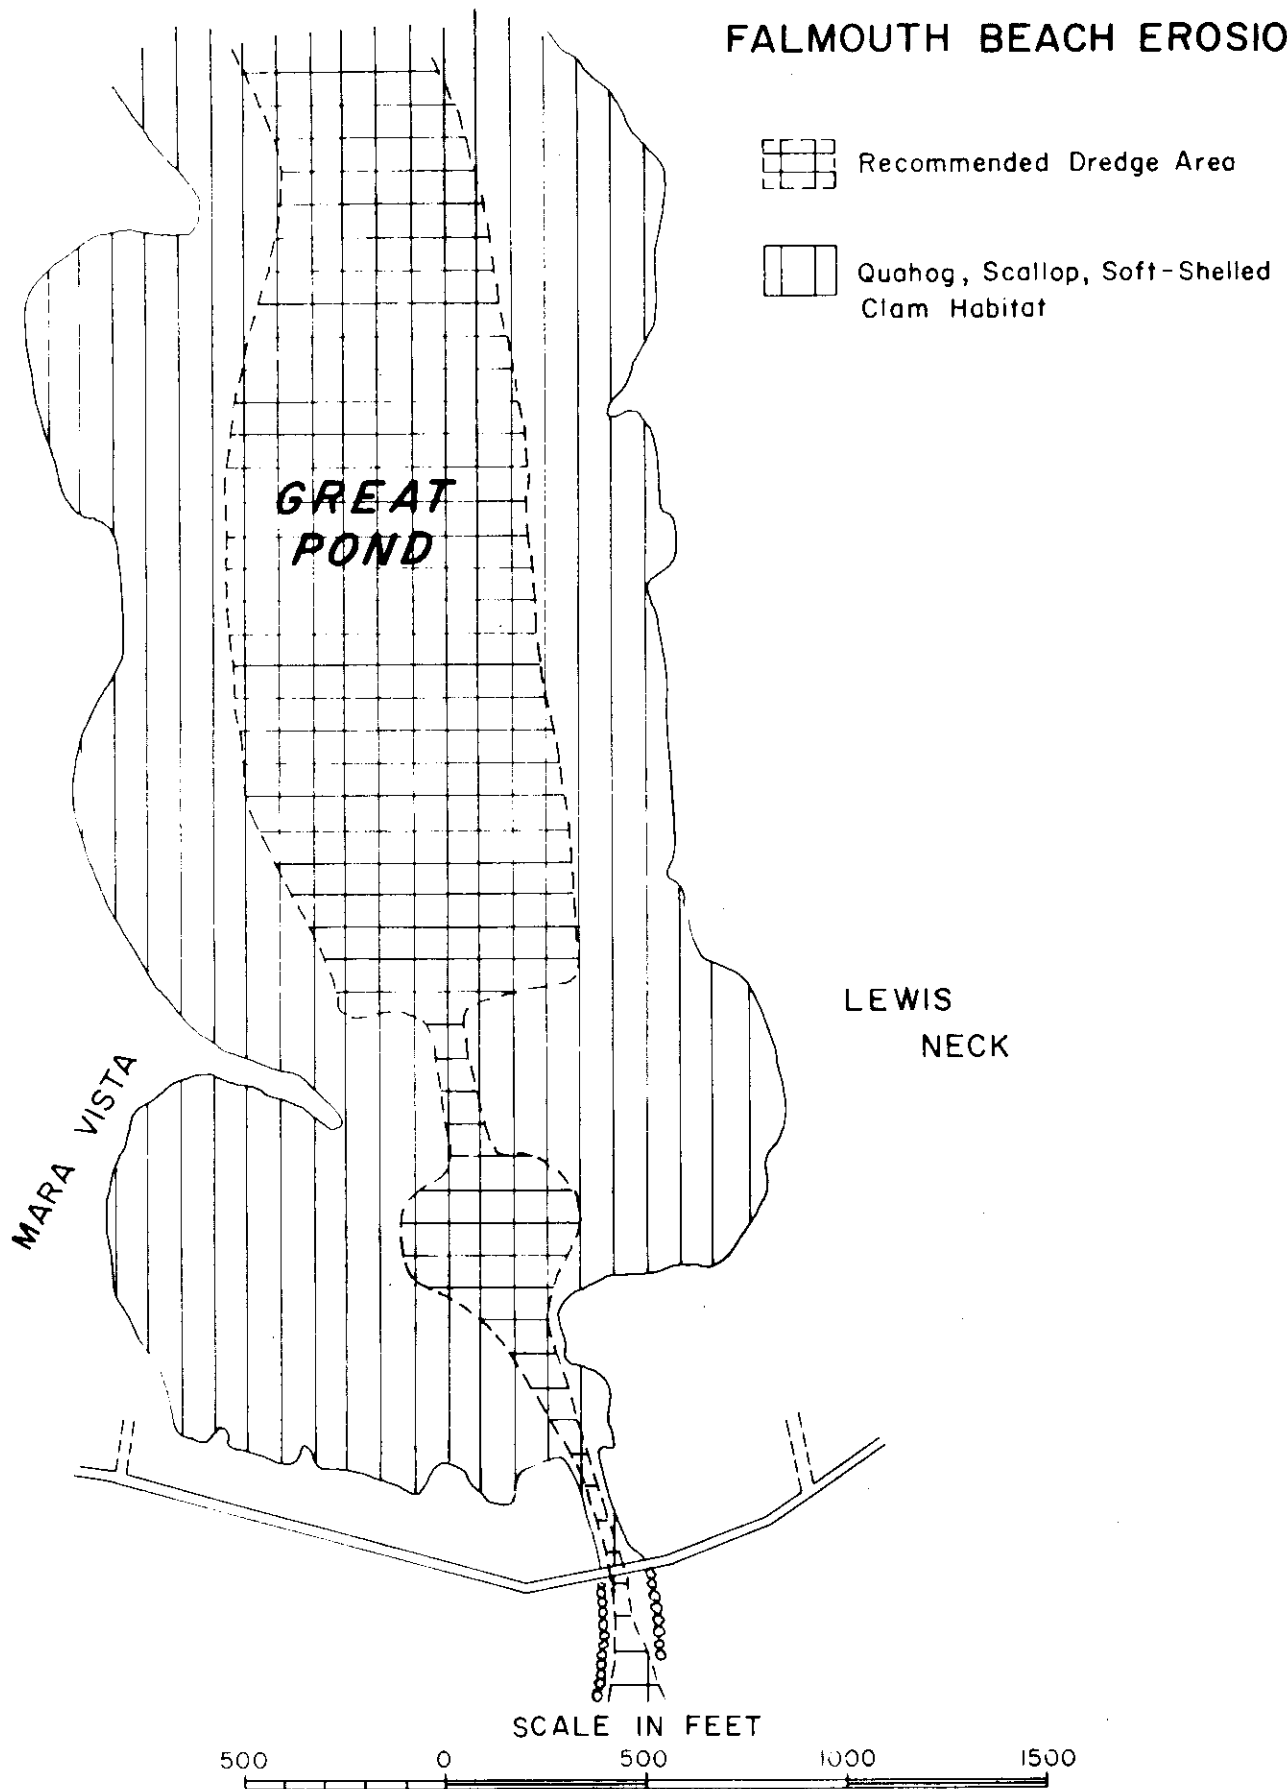 FALMOUTH BEACH EROSIO
Recommended Dredge Area
Quahog, Scallop, Soft-Shelled
Clam Habitat
GREAT
POND
LEWIS
NECK
MARA VISTA
SCALE IN FEET
500 0 500 1000 1500